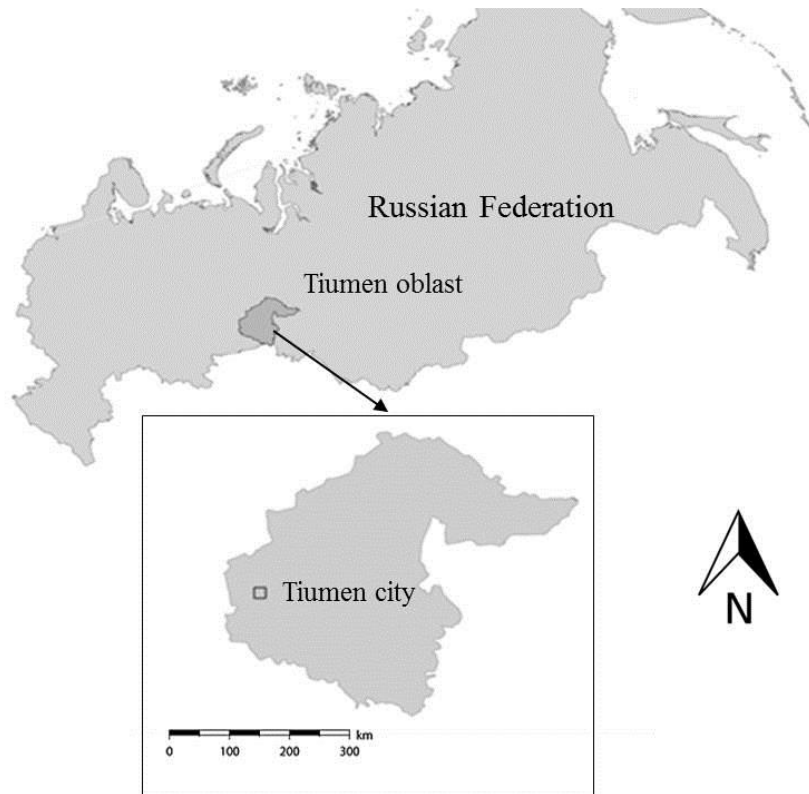 Russian Federation
Tiumen oblast
Tiumen city
N
km
0 100 200 300